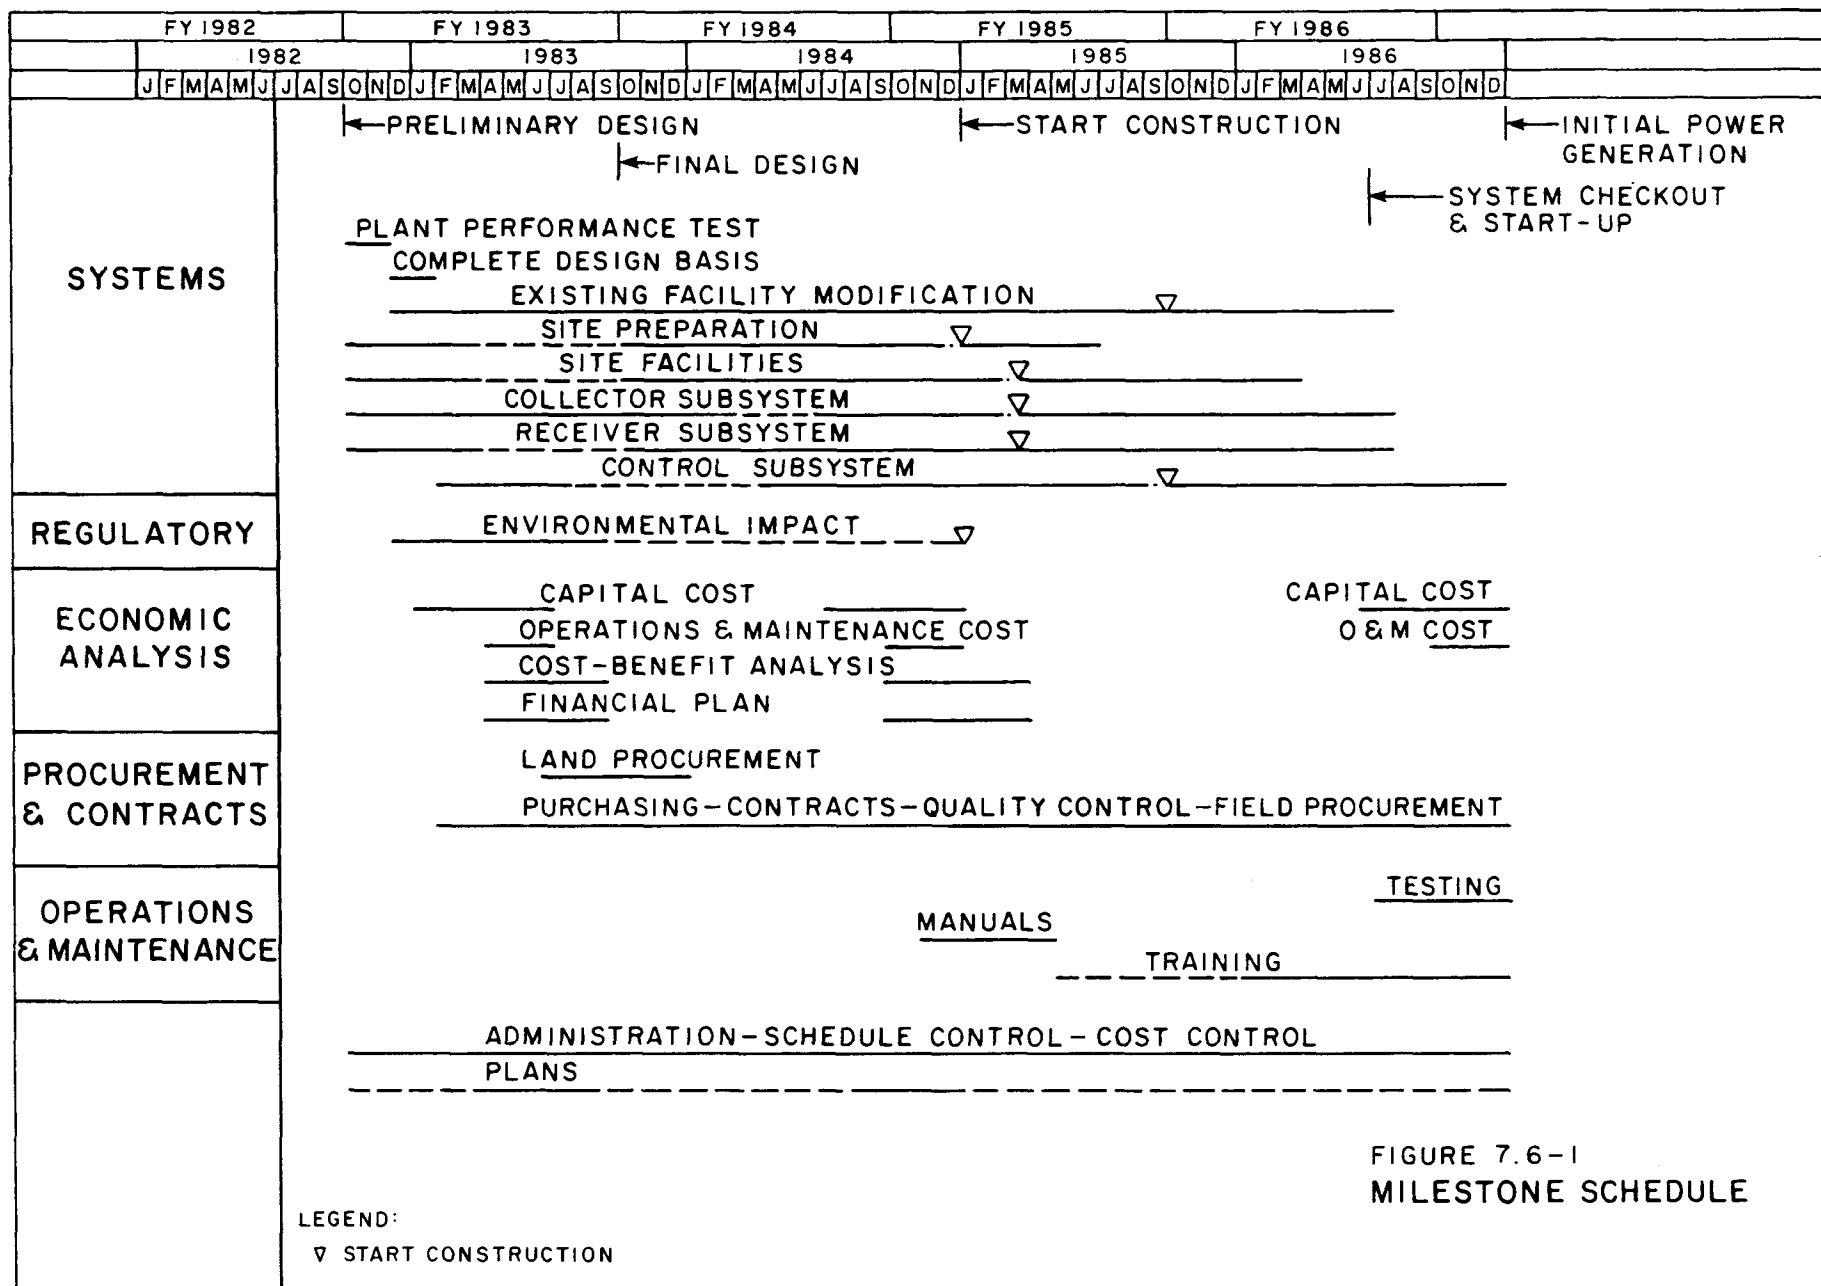 FY 1982 FY 1983 FY 1984 FY 1985 FY 1986
1982 1983 1984 1985 1986
J F M A M J J A S O N D J F M A M J J A S O N D J F M A M J J A S O N D J F M A M J J A S O N D J F M A M J J A S O N D
PRELIMINARY DESIGN
START CONSTRUCTION
INITIAL POWER
GENERATION
FINAL DESIGN
SYSTEM CHECKOUT
& START-UP
SYSTEMS
PLANT PERFORMANCE TEST
COMPLETE DESIGN BASIS
EXISTING FACILITY MODIFICATION
SITE PREPARATION
SITE FACILITIES
COLLECTOR SUBSYSTEM
RECEIVER SUBSYSTEM
CONTROL SUBSYSTEM
REGULATORY
ENVIRONMENTAL IMPACT
ECONOMIC
ANALYSIS
CAPITAL COST
CAPITAL COST
OPERATIONS & MAINTENANCE COST
O & M COST
COST-BENEFIT ANALYSIS
FINANCIAL PLAN
PROCUREMENT
& CONTRACTS
LAND PROCUREMENT
PURCHASING-CONTRACTS-QUALITY CONTROL-FIELD PROCUREMENT
OPERATIONS
& MAINTENANCE
TESTING
MANUALS
TRAINING
ADMINISTRATION-SCHEDULE CONTROL-COST CONTROL
PLANS
FIGURE 7.6-1
MILESTONE SCHEDULE
LEGEND:
▽ START CONSTRUCTION